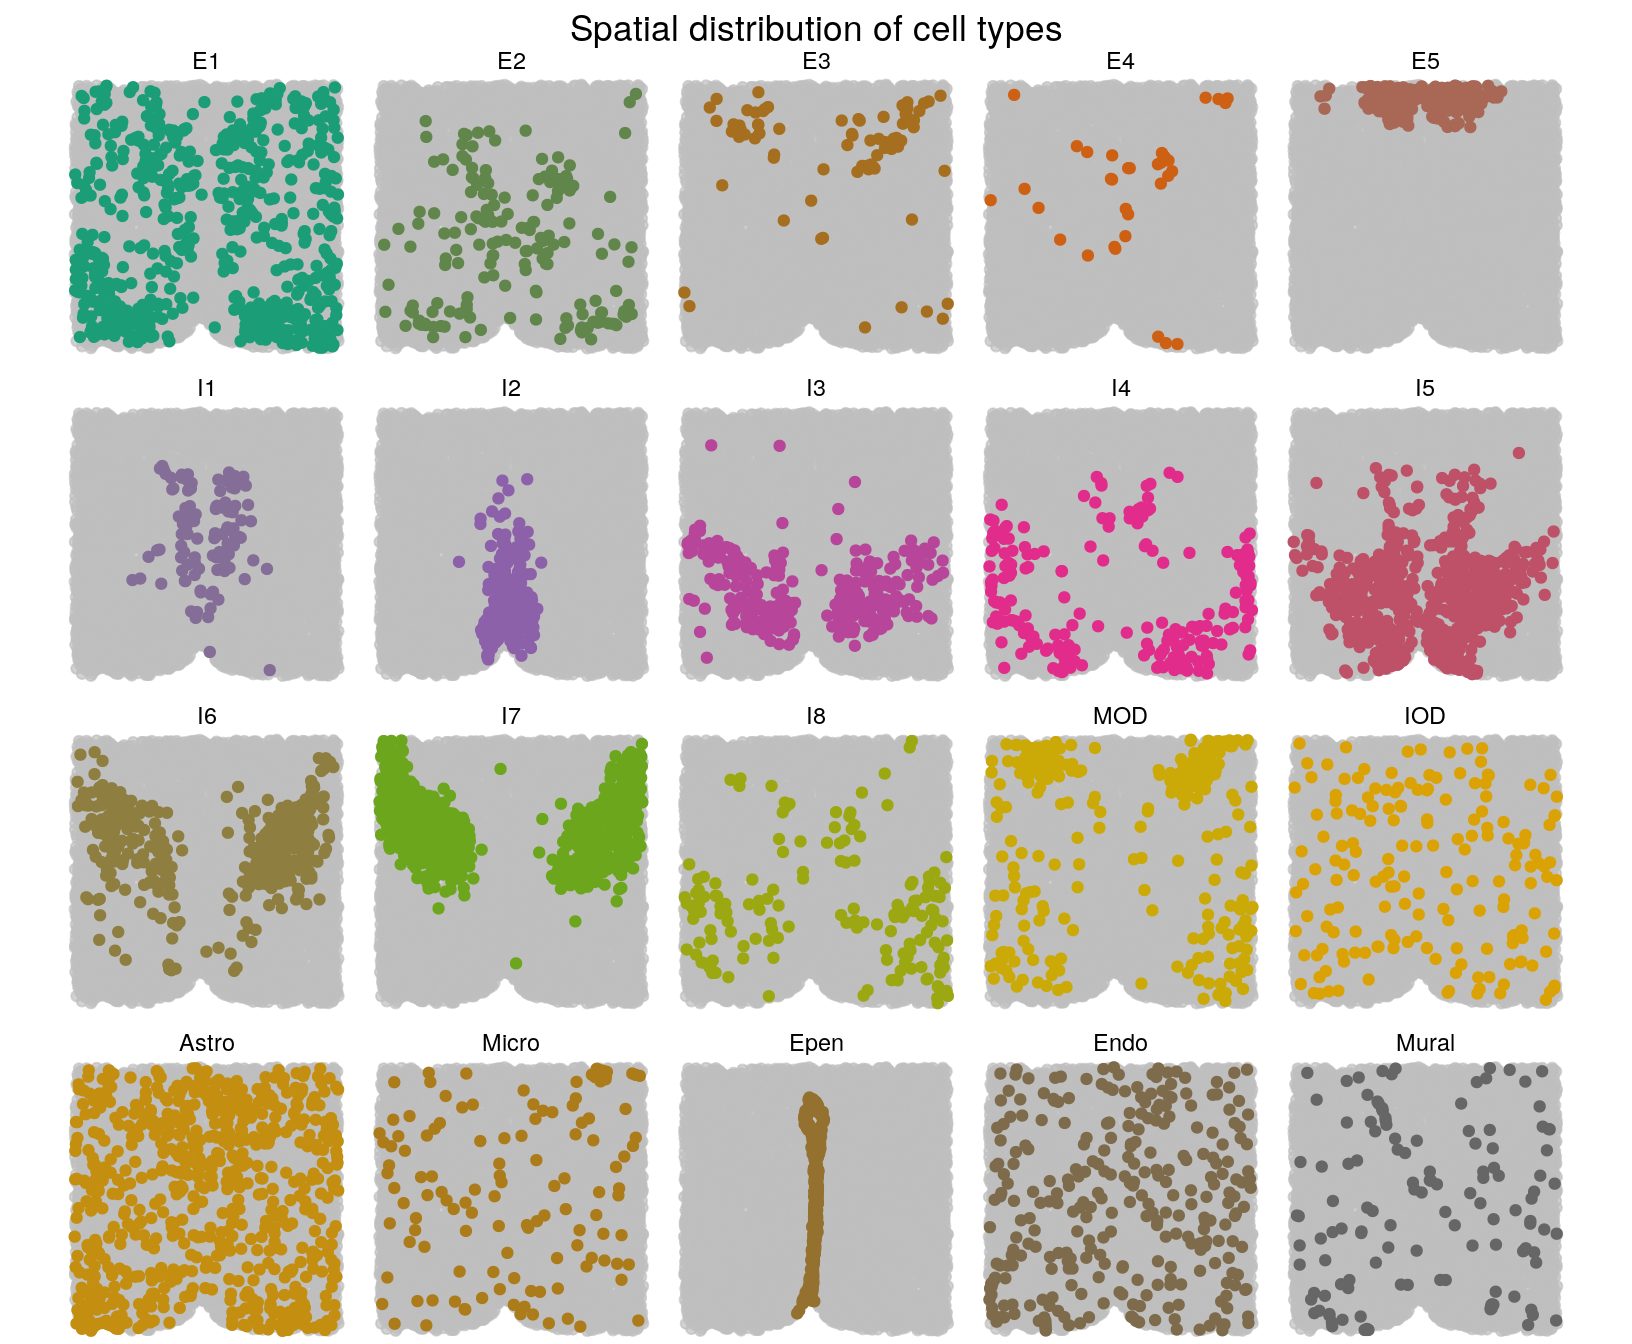 Spatial distribution of cell types
E1 E2 E3 E4 E5
I1 I2 I3 I4 I5
I6 I7 I8 MOD IOD
Astro Micro Epen Endo Mural